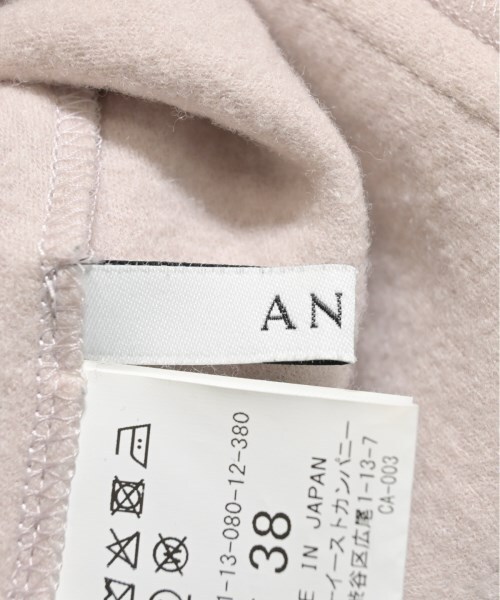 AN
1-13-080-12-380
38
E IN JAPAN
ーイーストカンパニー
渋谷区広尾1-13-7
CA-003